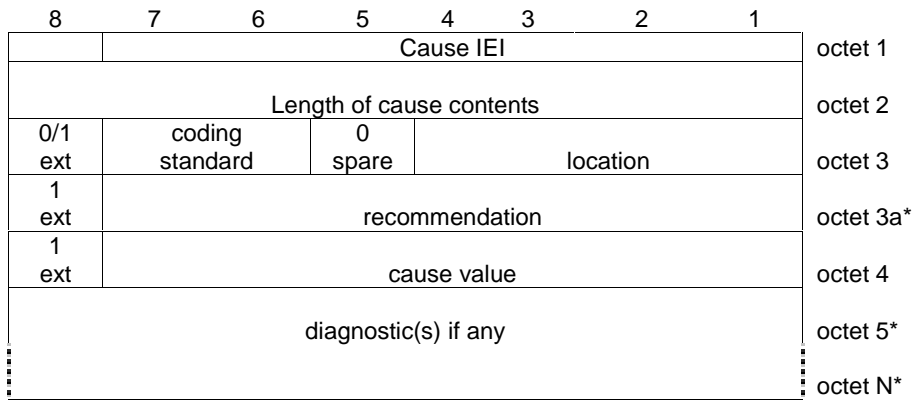 8 7 6 5 4 3 2 1
Cause IEI octet 1
Length of cause contents octet 2
0/1 coding 0
ext standard spare location octet 3
1
ext recommendation octet 3a*
1
ext cause value octet 4
diagnostic(s) if any octet 5*
octet N*